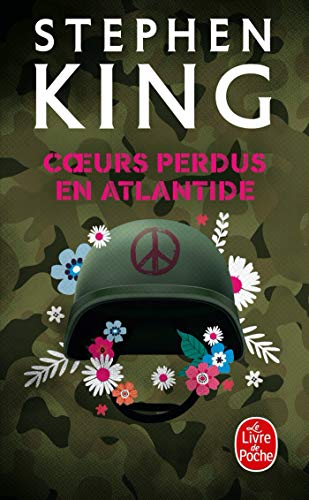 STEPHEN
KING
CŒURS PERDUS
EN ATLANTIDE
Le
Livre
de
Poche